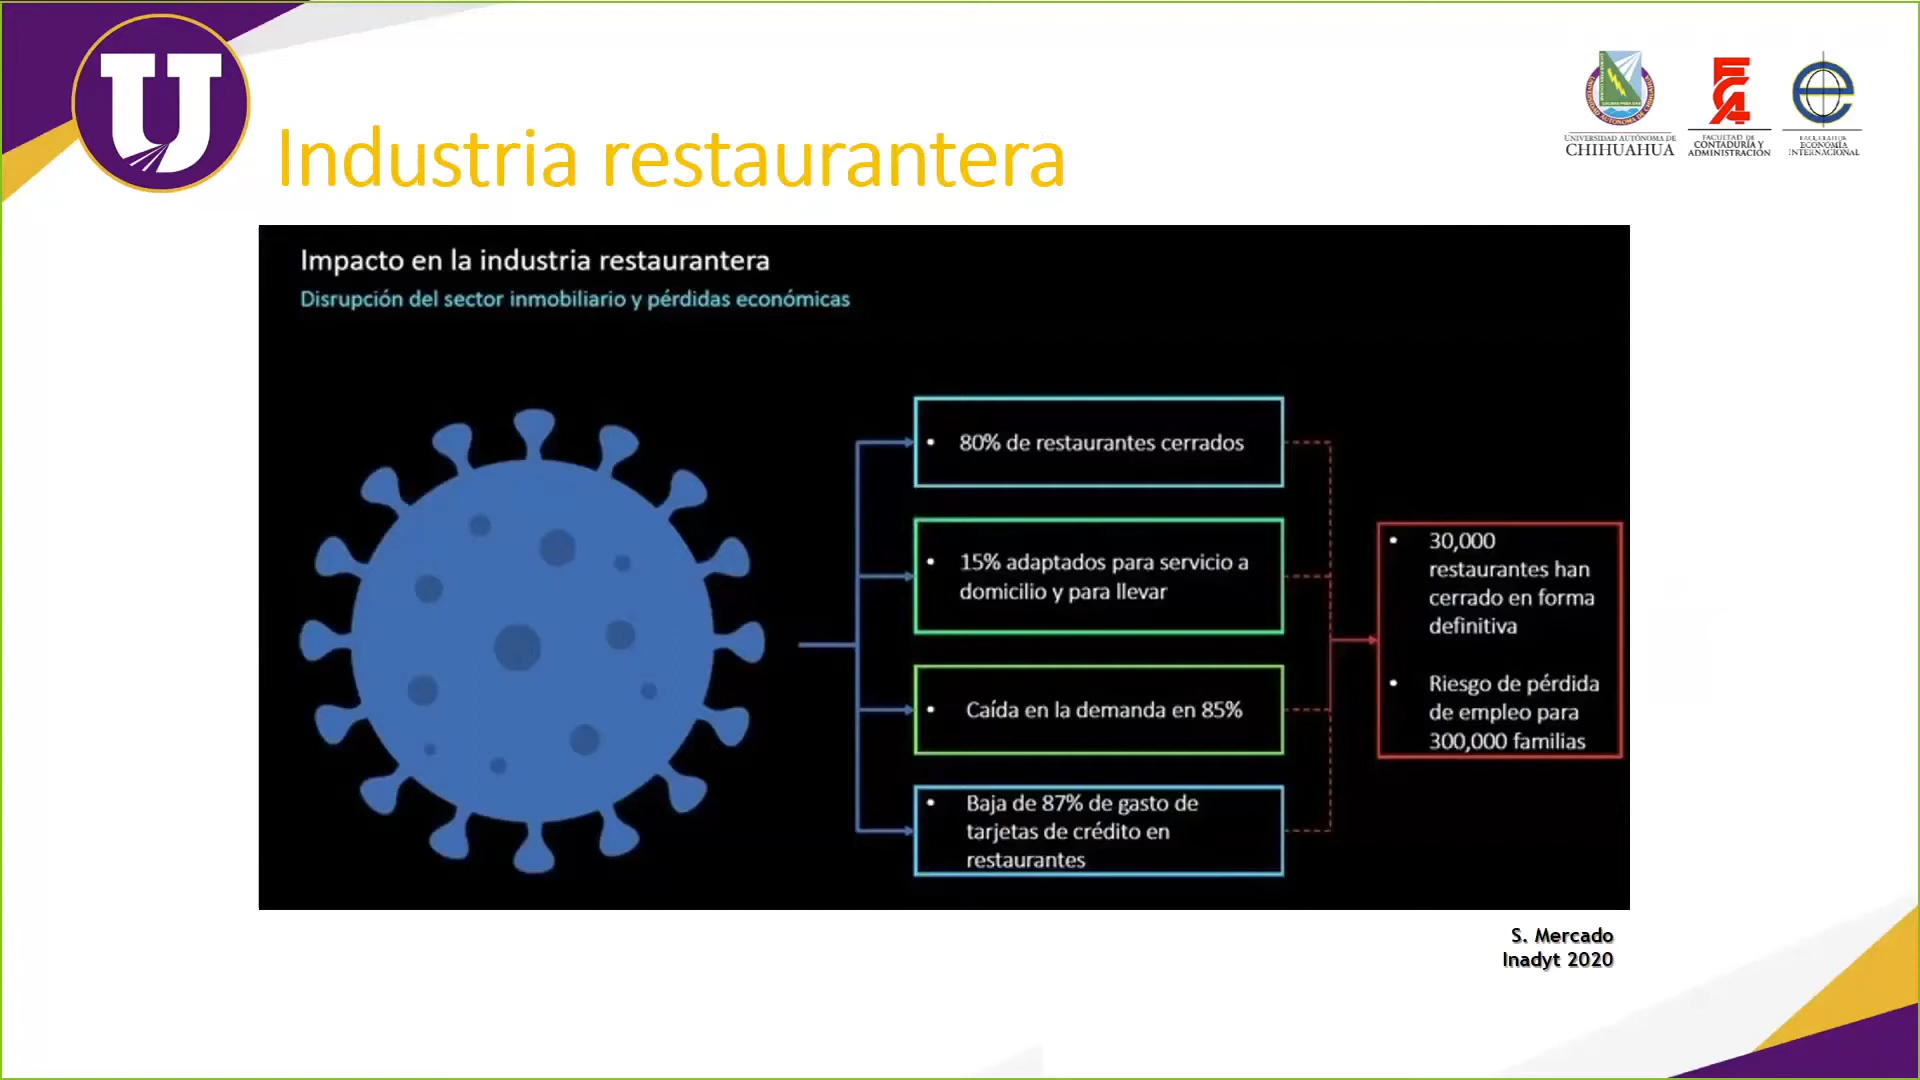 U
UNIVERSIDAD AUTÓNOMA DE
CHIHUAHUA
FCA
FACULTAD DE
CONTADURÍA Y
ADMINISTRACIÓN
e
FACULTAD DE
ECONOMÍA
INTERNACIONAL
Industria restaurantera
Impacto en la industria restaurantera
Disrupción del sector inmobiliario y pérdidas económicas
• 80% de restaurantes cerrados
• 15% adaptados para servicio a
domicilio y para llevar
• Caída en la demanda en 85%
• Baja de 87% de gasto de
tarjetas de crédito en
restaurantes
• 30,000
restaurantes han
cerrado en forma
definitiva
• Riesgo de pérdida
de empleo para
300,000 familias
S. Mercado
Inadyt 2020